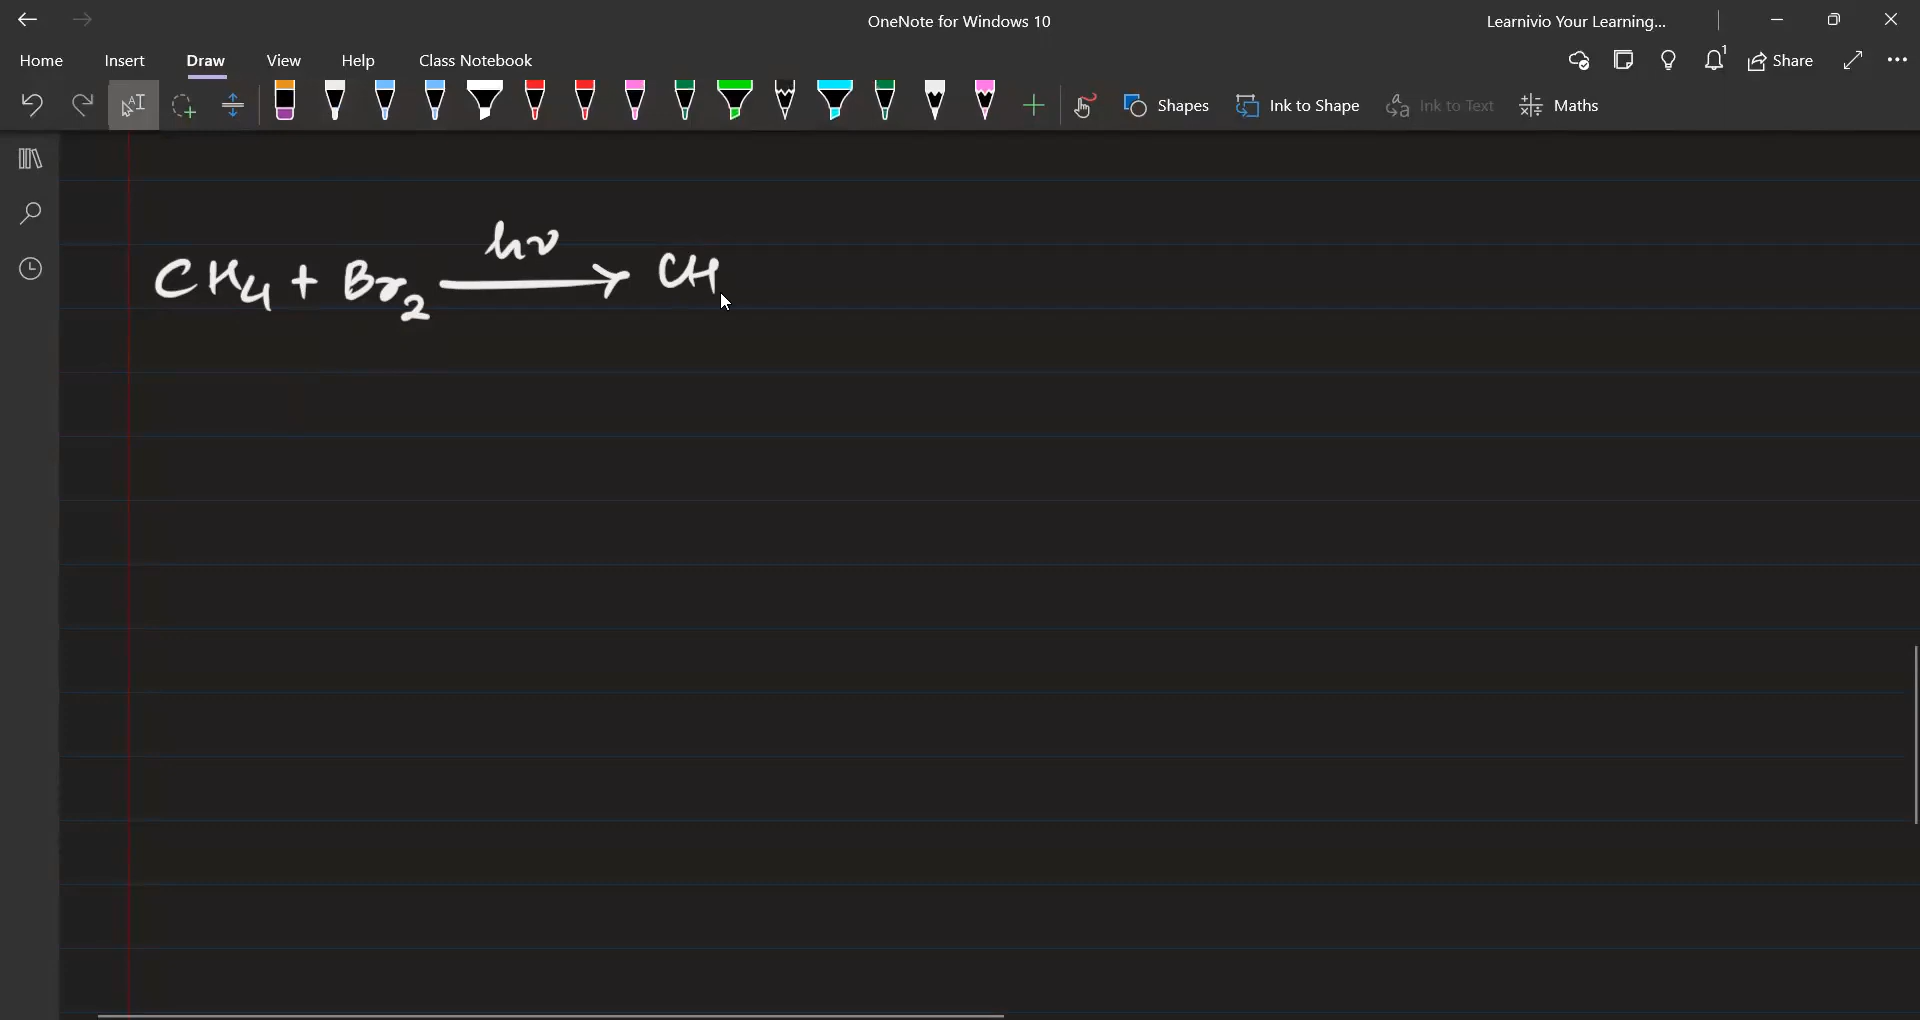 OneNote for Windows 10
Learnivio Your Learning...
Home Insert Draw View Help Class Notebook
1
Share
Shapes Ink to Shape Ink to Text Maths
CH4 + Br2 hν → CH